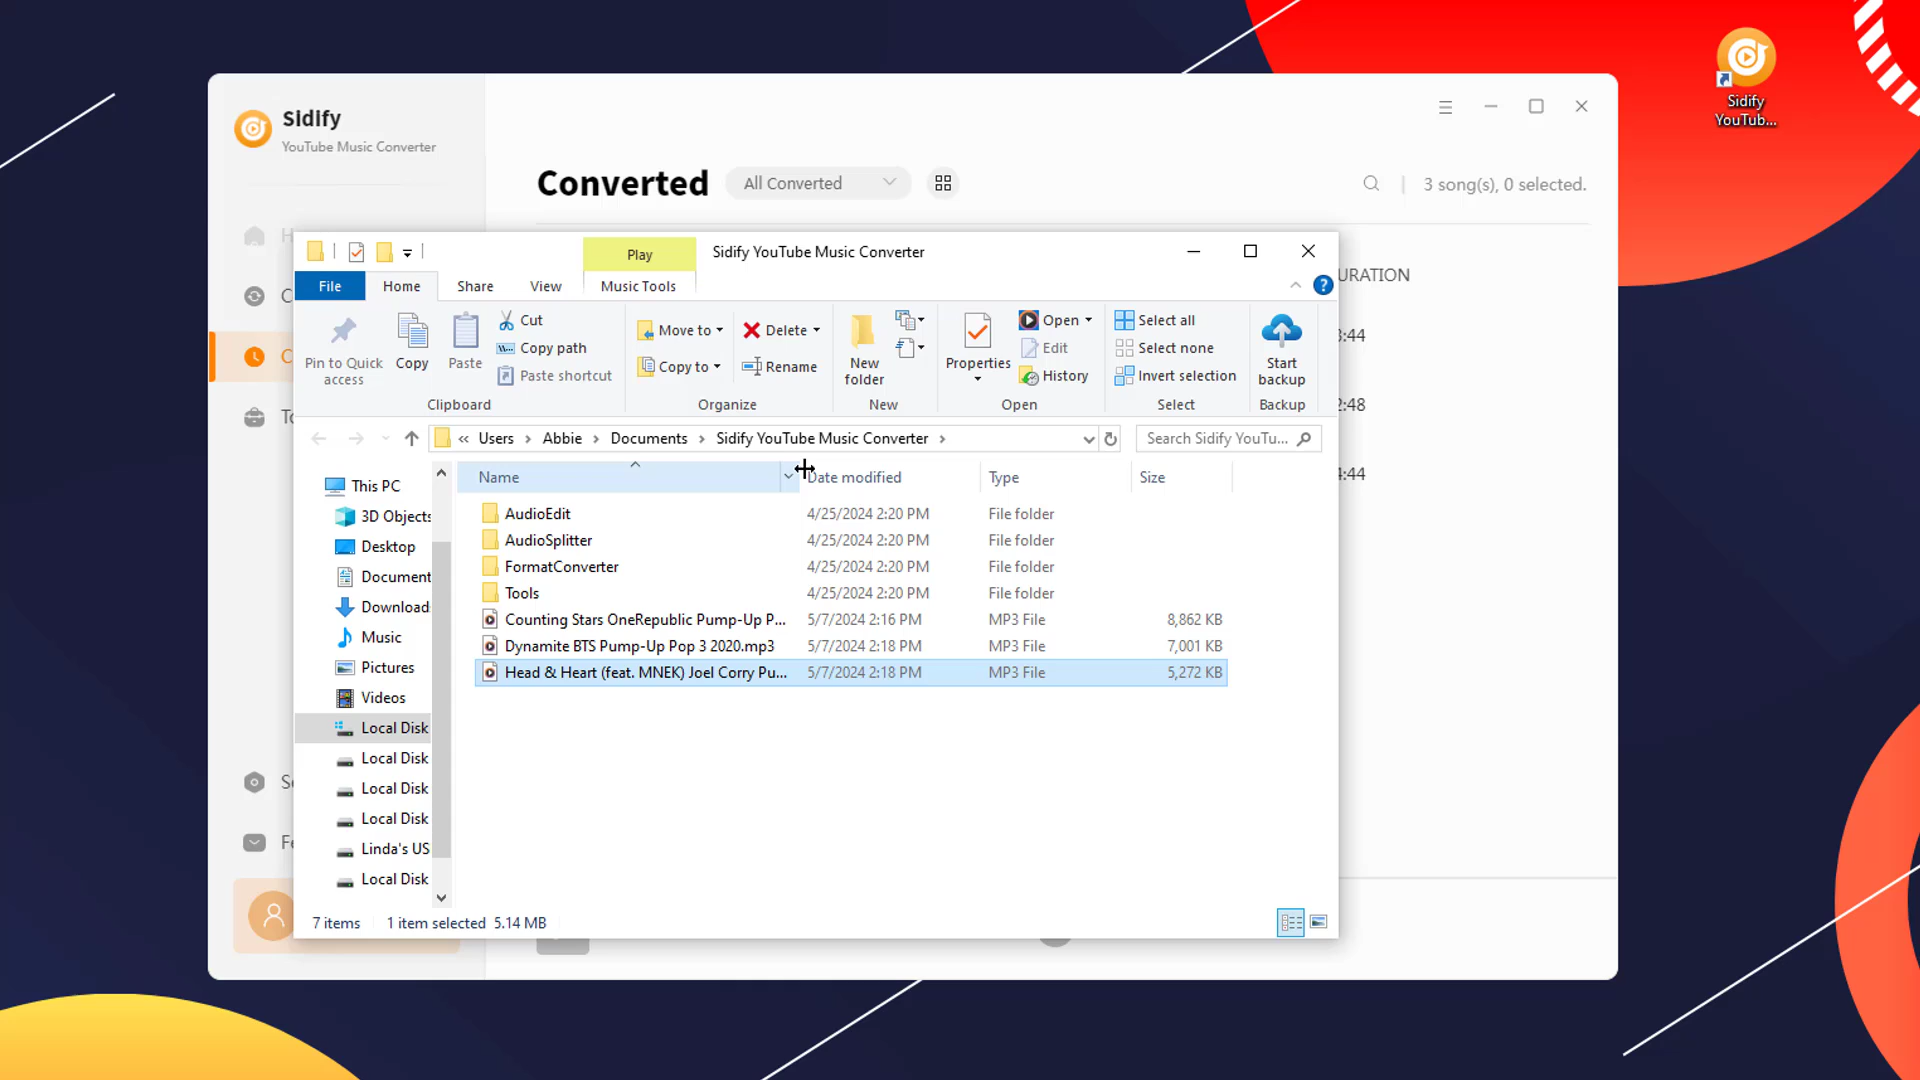 Sidify
YouTube Music Converter
Converted
All Converted
3 song(s), 0 selected.
Sidify
YouTub...
Play
Sidify YouTube Music Converter
File
Home
Share
View
Music Tools
Pin to Quick
access
Copy
Paste
Cut
Copy path
Paste shortcut
Clipboard
Move to
Copy to
Delete
Rename
Organize
New
folder
New
Properties
Open
Edit
History
Open
Select all
Select none
Invert selection
Select
Start
backup
Backup
« Users > Abbie > Documents > Sidify YouTube Music Converter >
Search Sidify YouTu...
This PC
3D Objects
Desktop
Document
Download
Music
Pictures
Videos
Local Disk
Local Disk
Local Disk
Local Disk
Linda's US
Local Disk
Name Date modified Type Size
AudioEdit 4/25/2024 2:20 PM File folder
AudioSplitter 4/25/2024 2:20 PM File folder
FormatConverter 4/25/2024 2:20 PM File folder
Tools 4/25/2024 2:20 PM File folder
Counting Stars OneRepublic Pump-Up P... 5/7/2024 2:16 PM MP3 File 8,862 KB
Dynamite BTS Pump-Up Pop 3 2020.mp3 5/7/2024 2:18 PM MP3 File 7,001 KB
Head & Heart (feat. MNEK) Joel Corry Pu... 5/7/2024 2:18 PM MP3 File 5,272 KB
7 items 1 item selected 5.14 MB
URATION
:44
:48
:44